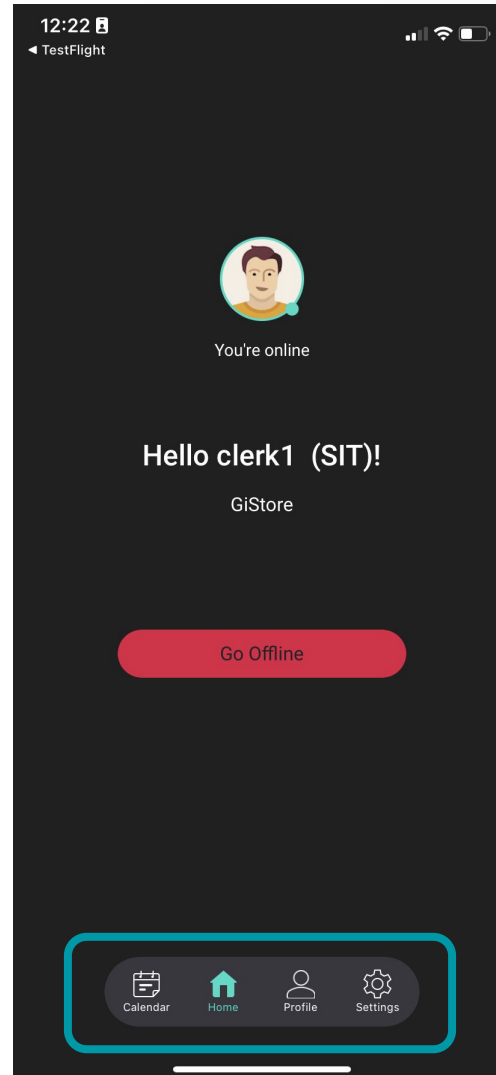 12:22
◀ TestFlight
You're online
Hello clerk1 (SIT)!
GiStore
Go Offline
Calendar Home Profile Settings